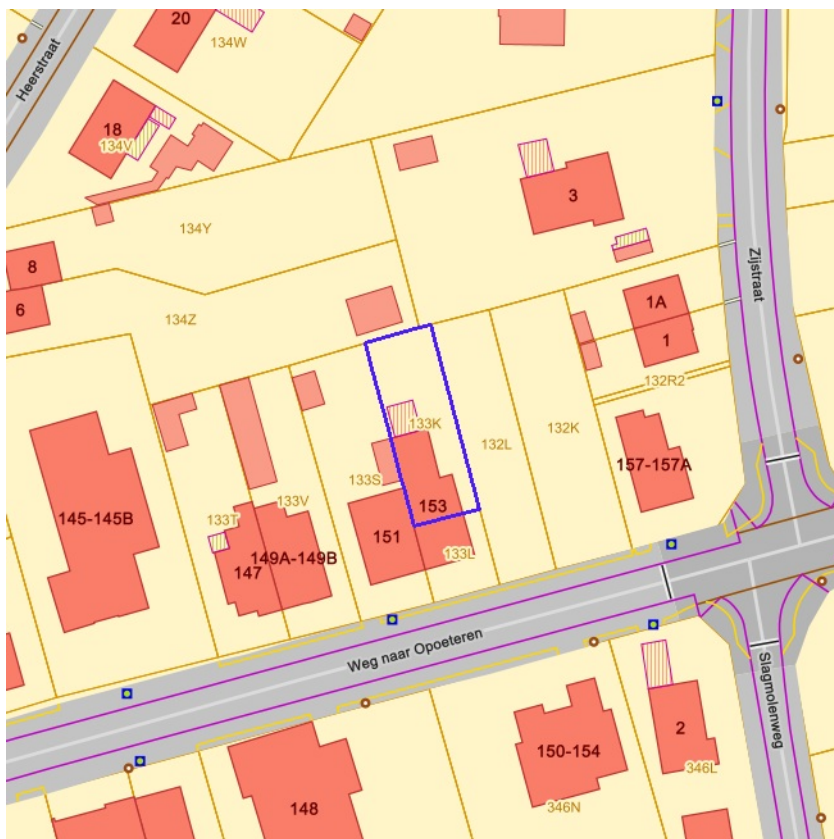 20
134W
Heerstraat
18
134V
3
134Y
8
Zijstraat
1A
6
134Z
1
132R2
133K
132L
132K
157-157A
133S
133V
153
145-145B
133T
151
149A-149B
147
133L
Weg naar Opoeteren
Slagmolenweg
2
150-154
346L
148
346N